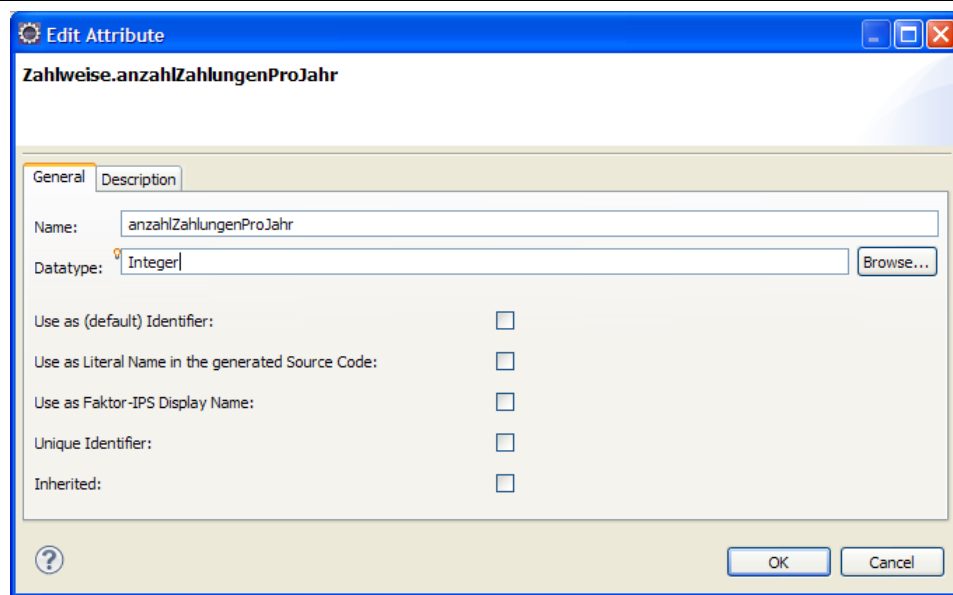 Edit Attribute
Zahlweise.anzahlZahlungenProJahr
General Description
Name: anzahlZahlungenProJahr
Datatype: Integer Browse...
Use as (default) Identifier:
Use as Literal Name in the generated Source Code:
Use as Faktor-IPS Display Name:
Unique Identifier:
Inherited:
? OK Cancel